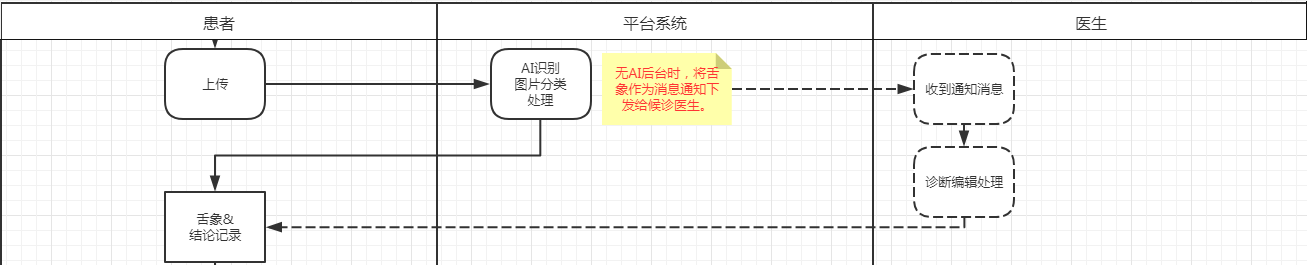 患者
平台系统
医生
上传
AI识别
图片分类
处理
无AI后台时，将舌
象作为消息通知下
发给候诊医生。
收到通知消息
诊断编辑处理
舌象&
结论记录